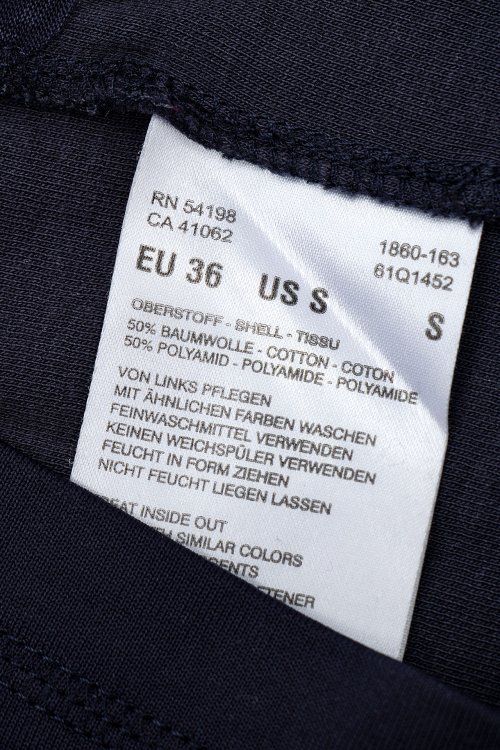 RN 54198
CA 41062
1860-163
61Q1452
EU 36 US S S
OBERSTOFF - SHELL - TISSU
50% BAUMWOLLE - COTTON - COTON
50% POLYAMID - POLYAMIDE - POLYAMIDE
VON LINKS PFLEGEN
MIT ÄHNLICHEN FARBEN WASCHEN
FEINWASCHMITTEL VERWENDEN
KEINEN WEICHSPÜLER VERWENDEN
FEUCHT IN FORM ZIEHEN
NICHT FEUCHT LIEGEN LASSEN
INSIDE OUT
SIMILAR COLORS